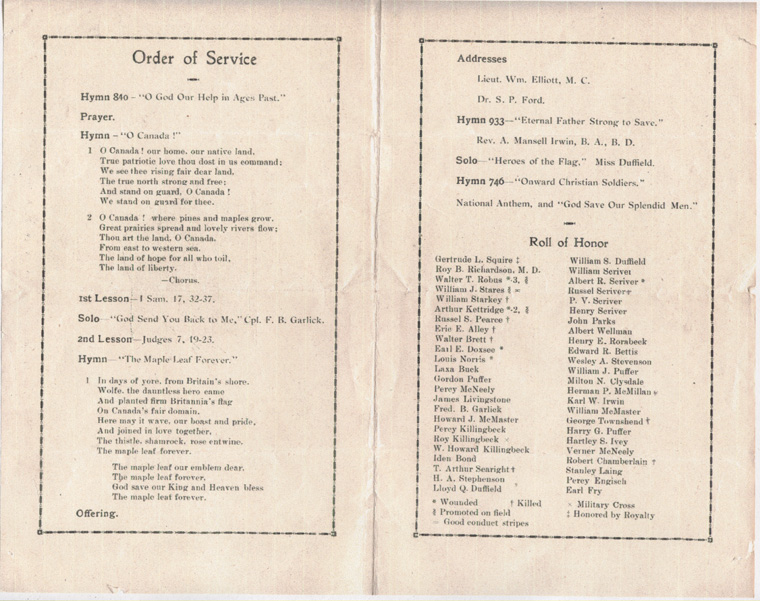 Order of Service
Hymn 840 - "O God Our Help in Ages Past."
Prayer.
Hymn - "O Canada !"
1 O Canada ! our home, our native land,
True patriotic love thou dost in us command;
We see thee rising fair dear land,
The true north strong and free;
And stand on guard, O Canada !
We stand on guard for thee.
2 O Canada ! where pines and maples grow,
Great prairies spread and lovely rivers flow;
Thou art the land, O Canada,
From east to western sea,
The land of hope for all who toil,
The land of liberty.
—Chorus.
1st Lesson—I Sam. 17, 32-37.
Solo—"God Send You Back to Me," Cpl. F. B. Garlick.
2nd Lesson—Judges 7, 19-23.
Hymn—"The Maple Leaf Forever."
1 In days of yore, from Britain's shore,
Wolfe, the dauntless hero came
And planted firm Britannia's flag
On Canada's fair domain,
Here may it wave, our boast and pride,
And joined in love together,
The thistle, shamrock, rose entwine,
The maple leaf forever.
The maple leaf our emblem dear,
The maple leaf forever,
God save our King and Heaven bless
The maple leaf forever.
Offering.
Addresses
Lieut. Wm. Elliott, M. C.
Dr. S. P. Ford.
Hymn 933—"Eternal Father Strong to Save."
Rev. A. Mansell Irwin, B. A., B. D.
Solo—"Heroes of the Flag." Miss Duffield.
Hymn 746—"Onward Christian Soldiers."
National Anthem, and "God Save Our Splendid Men."
Roll of Honor
Gertrude L. Squire ‡
Roy B. Richardson, M. D.
Walter T. Robus *-3, §
William J. Stares § =
William Starkey †
Arthur Kettridge *-2, §
Russel S. Pearce †
Eric E. Alley †
Walter Brett †
Earl E. Doxsee *
Louis Norris *
Laxa Buck
Gordon Puffer
Percy McNeely
James Livingstone
Fred. B. Garlick
Howard J. McMaster
Percy Killingbeck
Roy Killingbeck
W. Howard Killingbeck
Iden Bond
T. Arthur Searight †
H. A. Stephenson
Lloyd Q. Duffield
William S. Duffield
William Scriver
Albert R. Scriver *
Russel Scriver
P. V. Scriver
Henry Scriver
John Parks
Albert Wellman
Henry E. Rorabeck
Edward R. Bettis
Wesley A. Stevenson
William J. Puffer
Milton N. Clysdale
Herman P. McMillan
Karl W. Irwin
William McMaster
George Townshend †
Harry G. Puffer
Hartley S. Ivey
Verner McNeely
Robert Chamberlain †
Stanley Laing
Percy Engisch
Earl Fry
* Wounded † Killed
§ Promoted on field
= Good conduct stripes
× Military Cross
‡ Honored by Royalty